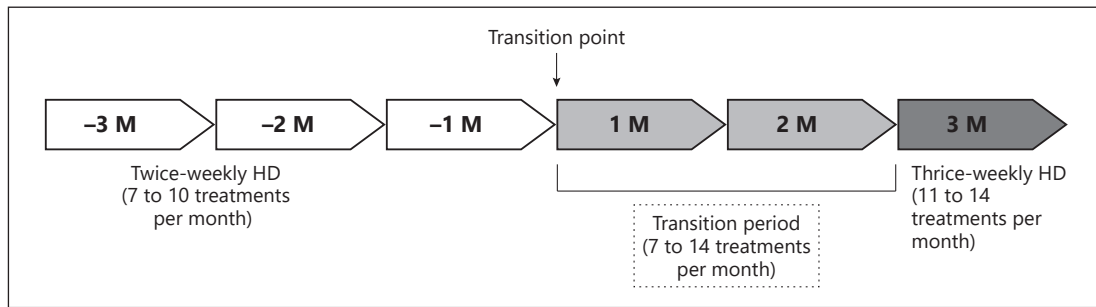 Transition point
–3 M
–2 M
–1 M
1 M
2 M
3 M
Twice-weekly HD
(7 to 10 treatments
per month)
Transition period
(7 to 14 treatments
per month)
Thrice-weekly HD
(11 to 14
treatments per
month)